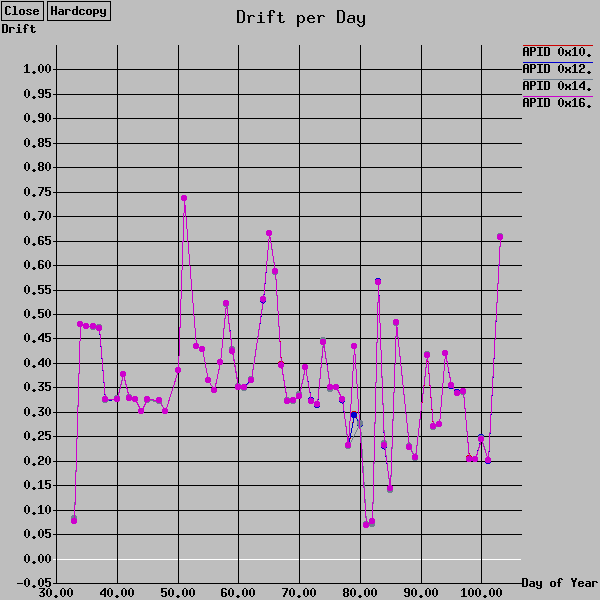 Close Hardcopy
Drift per Day
Drift
APID 0x10.
APID 0x12.
APID 0x14.
APID 0x16.
1.00
0.95
0.90
0.85
0.80
0.75
0.70
0.65
0.60
0.55
0.50
0.45
0.40
0.35
0.30
0.25
0.20
0.15
0.10
0.05
0.00
-0.05
Day of Year
30.00 40.00 50.00 60.00 70.00 80.00 90.00 100.00